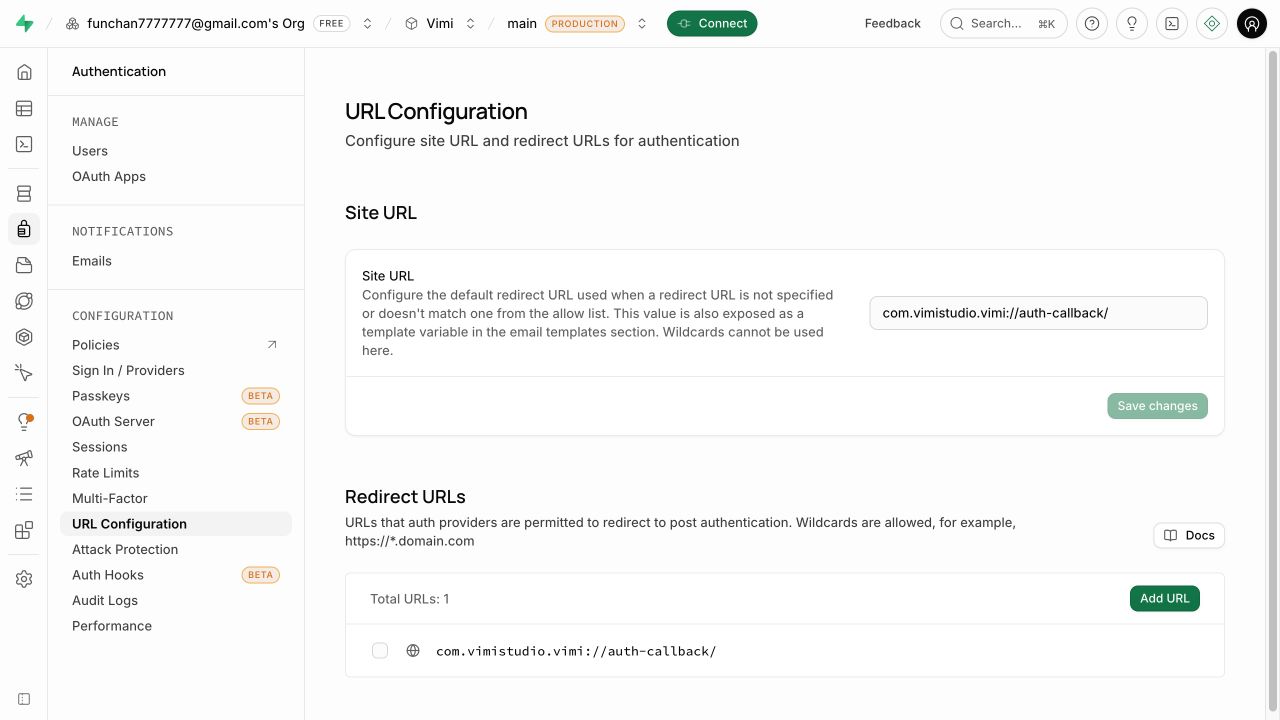 funchan7777777@gmail.com's Org FREE Vimi main PRODUCTION Connect Feedback Search... ⌘K
Authentication
MANAGE
Users
OAuth Apps
NOTIFICATIONS
Emails
CONFIGURATION
Policies
Sign In / Providers
Passkeys BETA
OAuth Server BETA
Sessions
Rate Limits
Multi-Factor
URL Configuration
Attack Protection
Auth Hooks BETA
Audit Logs
Performance
URL Configuration
Configure site URL and redirect URLs for authentication
Site URL
Site URL
Configure the default redirect URL used when a redirect URL is not specified
or doesn't match one from the allow list. This value is also exposed as a
template variable in the email templates section. Wildcards cannot be used
here.
com.vimistudio.vimi://auth-callback/
Save changes
Redirect URLs
URLs that auth providers are permitted to redirect to post authentication. Wildcards are allowed, for example,
https://*.domain.com
Docs
Total URLs: 1
Add URL
com.vimistudio.vimi://auth-callback/